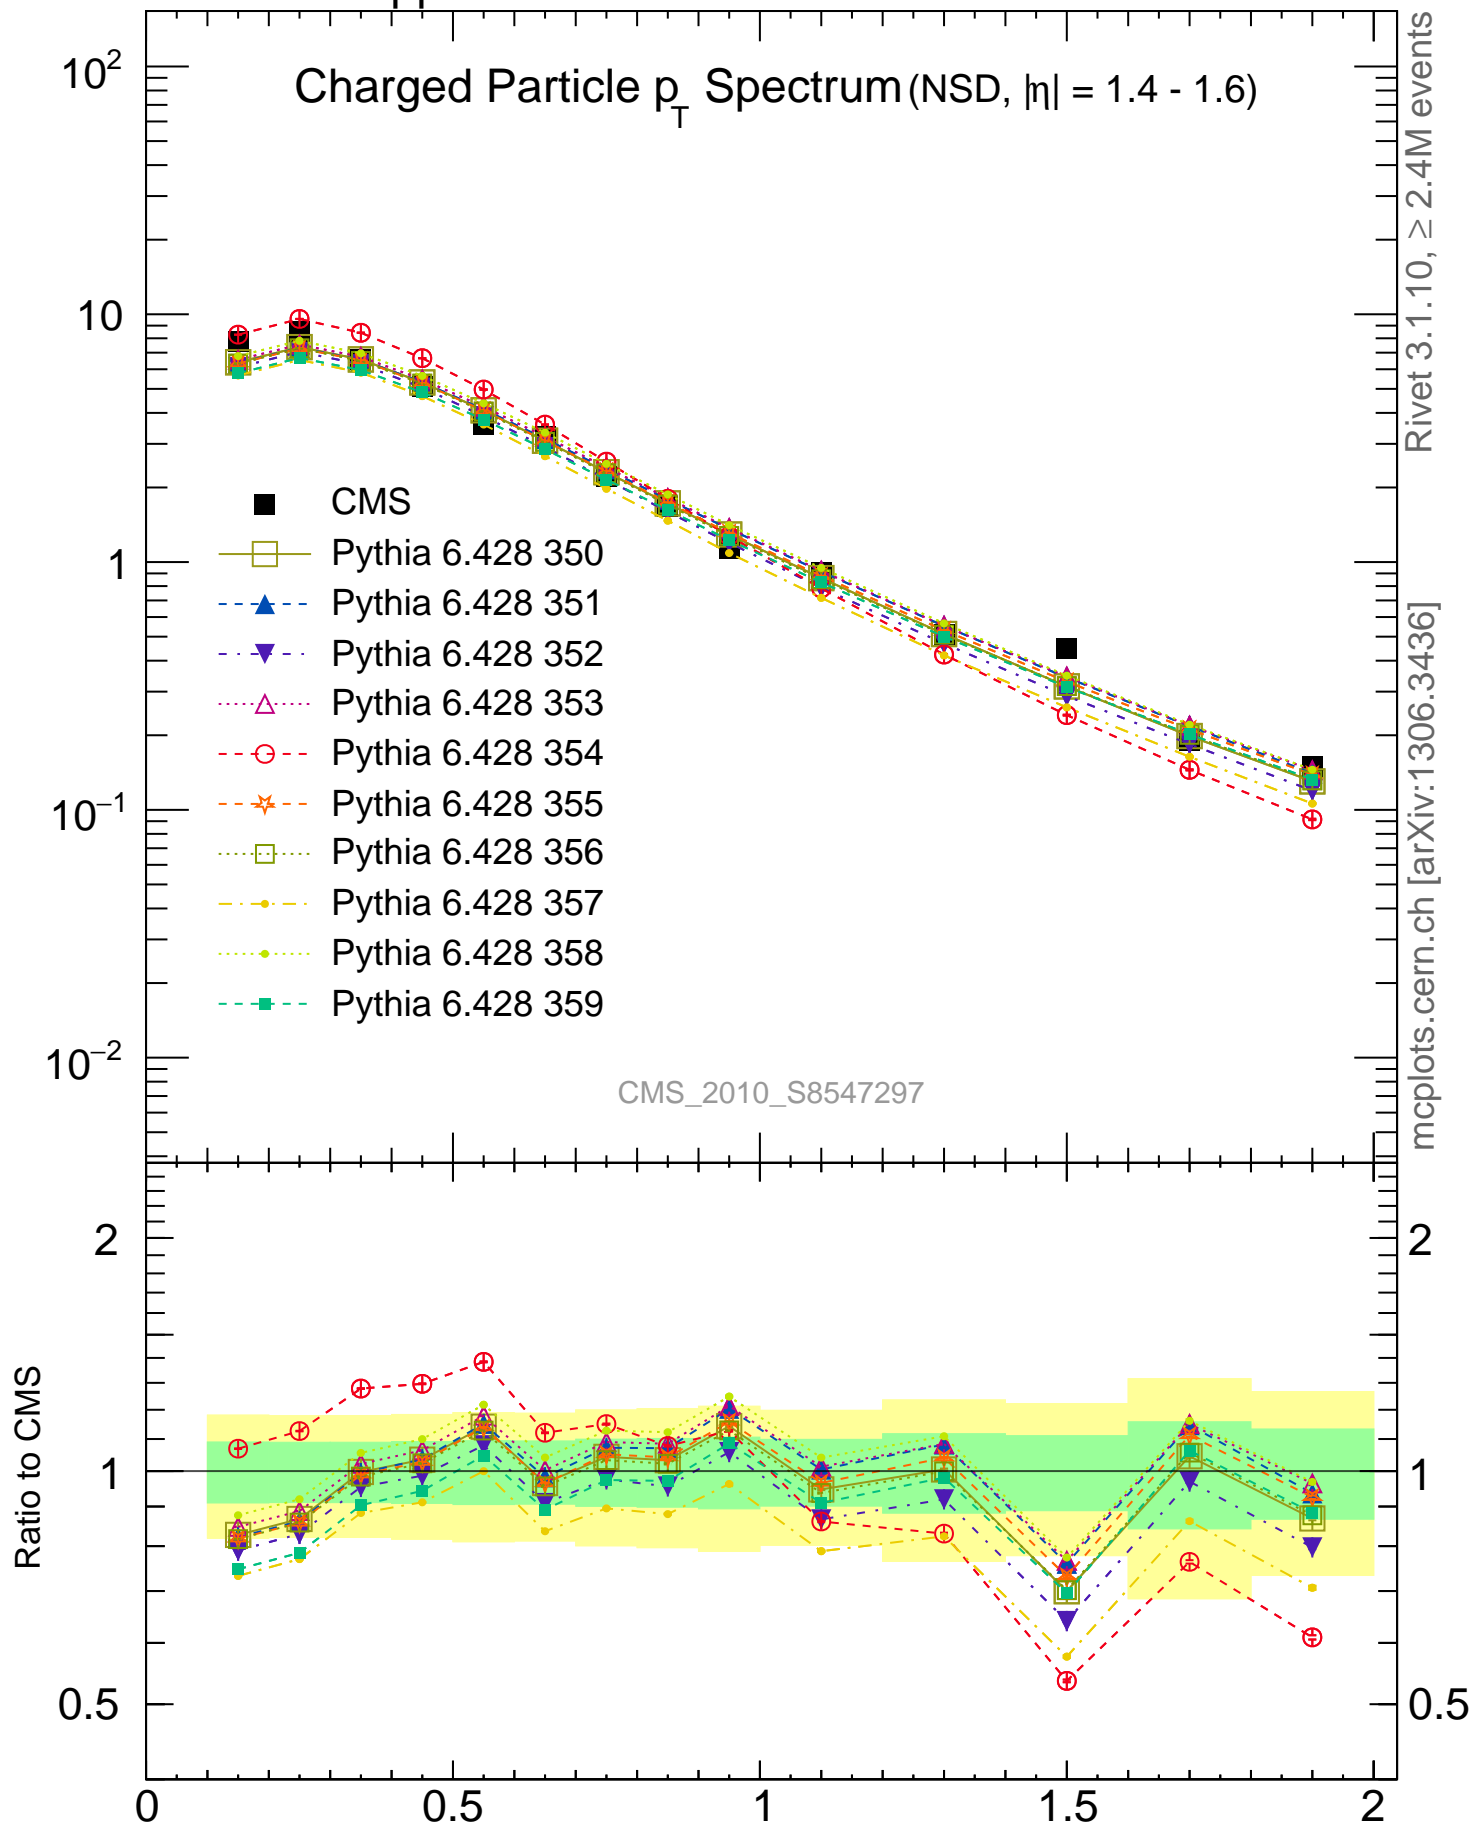 Charged Particle pT Spectrum (NSD, |η| = 1.4 - 1.6)
10²
10
1
10⁻¹
10⁻²
CMS
Pythia 6.428 350
Pythia 6.428 351
Pythia 6.428 352
Pythia 6.428 353
Pythia 6.428 354
Pythia 6.428 355
Pythia 6.428 356
Pythia 6.428 357
Pythia 6.428 358
Pythia 6.428 359
CMS_2010_S8547297
Rivet 3.1.10, ≥ 2.4M events
mcplots.cern.ch [arXiv:1306.3436]
Ratio to CMS
2
1
0.5
2
1
0.5
0 0.5 1 1.5 2